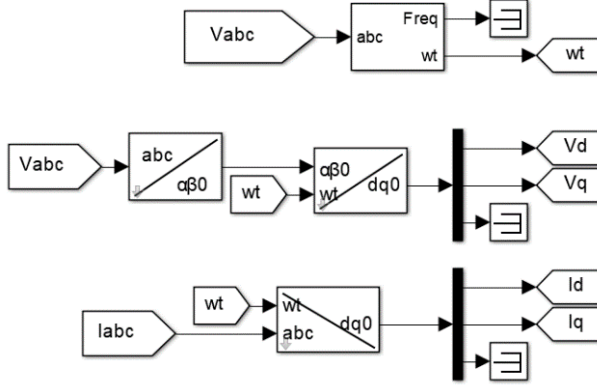 Vabc
abc
Freq
wt
wt
Vabc
abc
αβ0
wt
αβ0
wt
dq0
Vd
Vq
wt
Iabc
wt
abc
dq0
Id
Iq